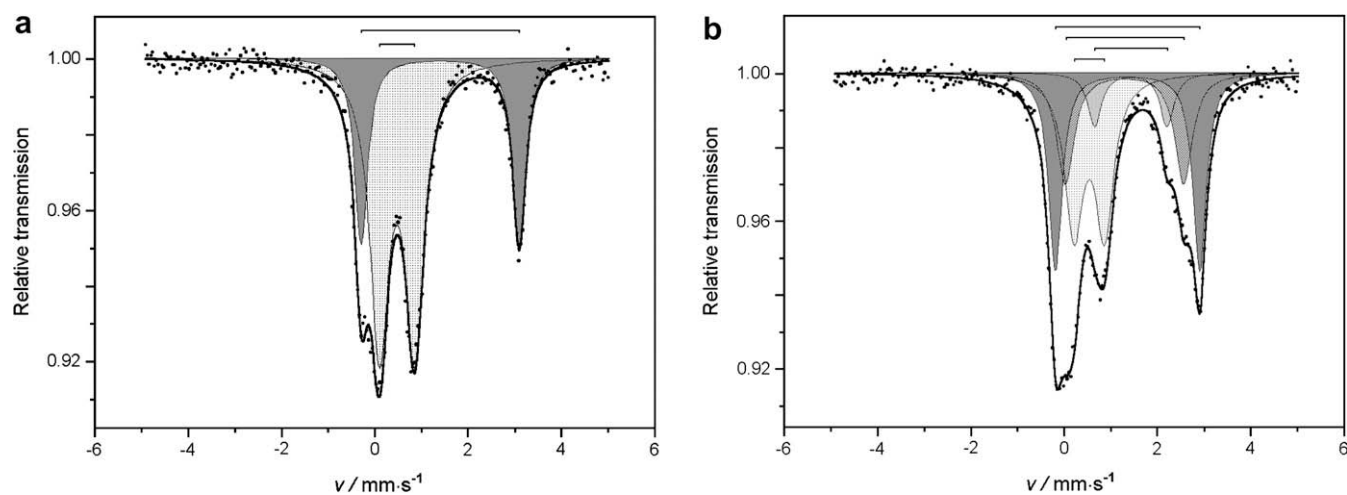 a
1.00
0.96
0.92
Relative transmission
-6 -4 -2 0 2 4 6
v / mm·s-1
b
1.00
0.96
0.92
Relative transmission
-6 -4 -2 0 2 4 6
v / mm·s-1